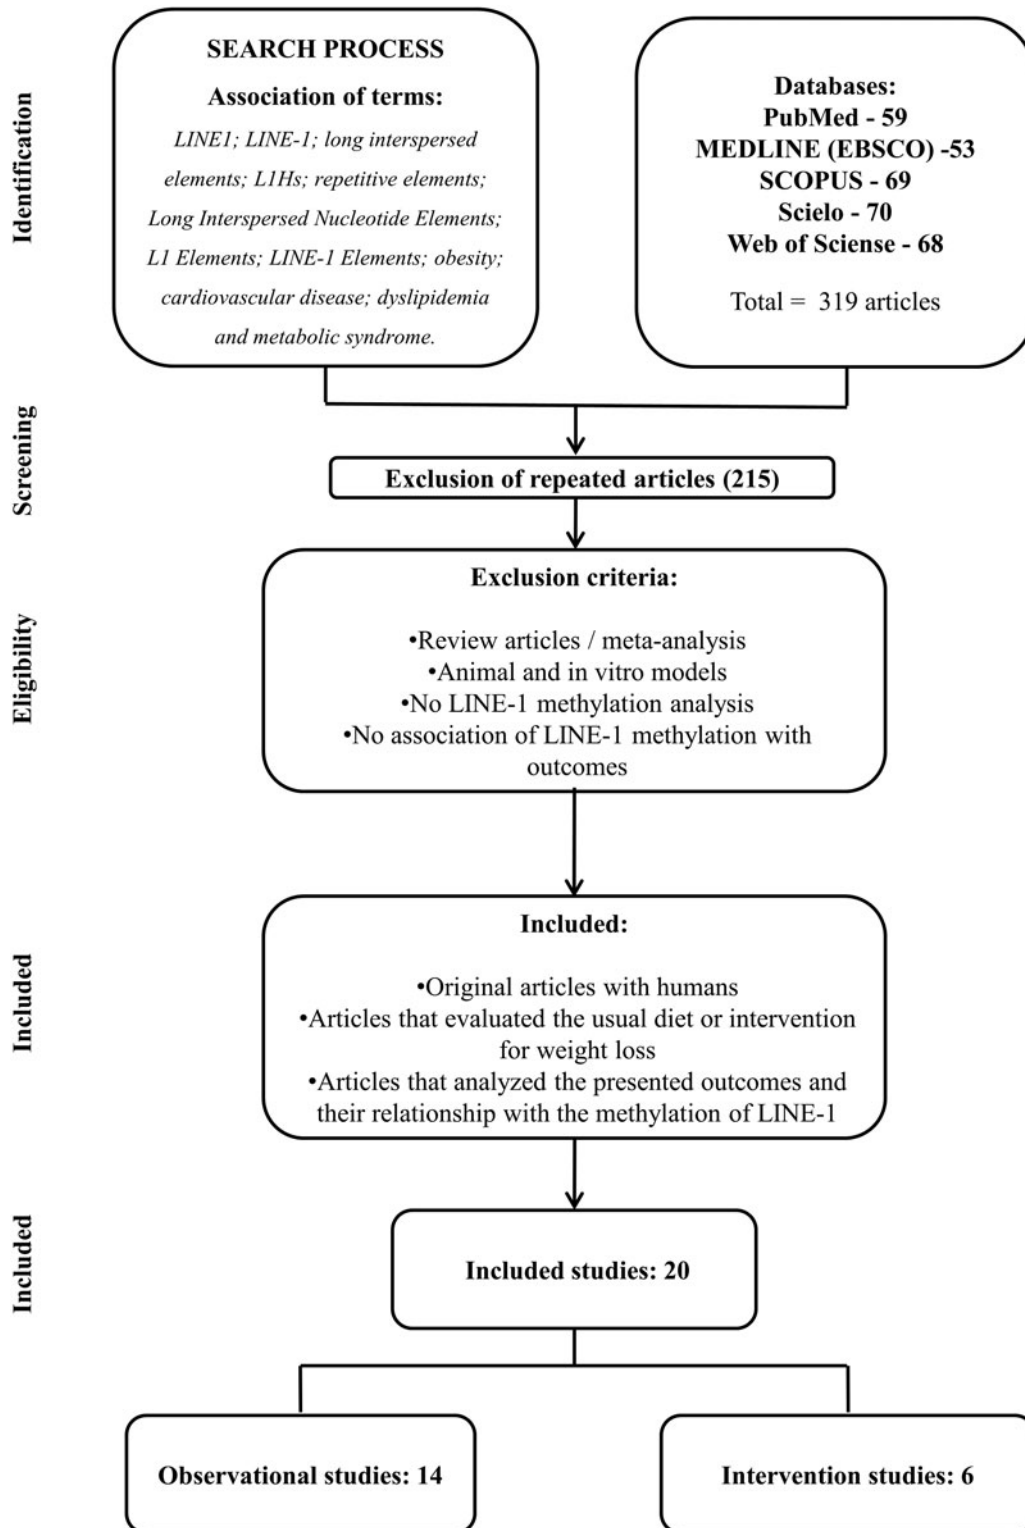 Identification
SEARCH PROCESS
Association of terms:
LINE1; LINE-1; long interspersed
elements; L1Hs; repetitive elements;
Long Interspersed Nucleotide Elements;
L1 Elements; LINE-1 Elements; obesity;
cardiovascular disease; dyslipidemia
and metabolic syndrome.
Databases:
PubMed - 59
MEDLINE (EBSCO) -53
SCOPUS - 69
Scielo - 70
Web of Sciense - 68
Total = 319 articles
Screening
Exclusion of repeated articles (215)
Eligibility
Exclusion criteria:
•Review articles / meta-analysis
•Animal and in vitro models
•No LINE-1 methylation analysis
•No association of LINE-1 methylation with
outcomes
Included
Included:
•Original articles with humans
•Articles that evaluated the usual diet or intervention
for weight loss
•Articles that analyzed the presented outcomes and
their relationship with the methylation of LINE-1
Included
Included studies: 20
Observational studies: 14
Intervention studies: 6